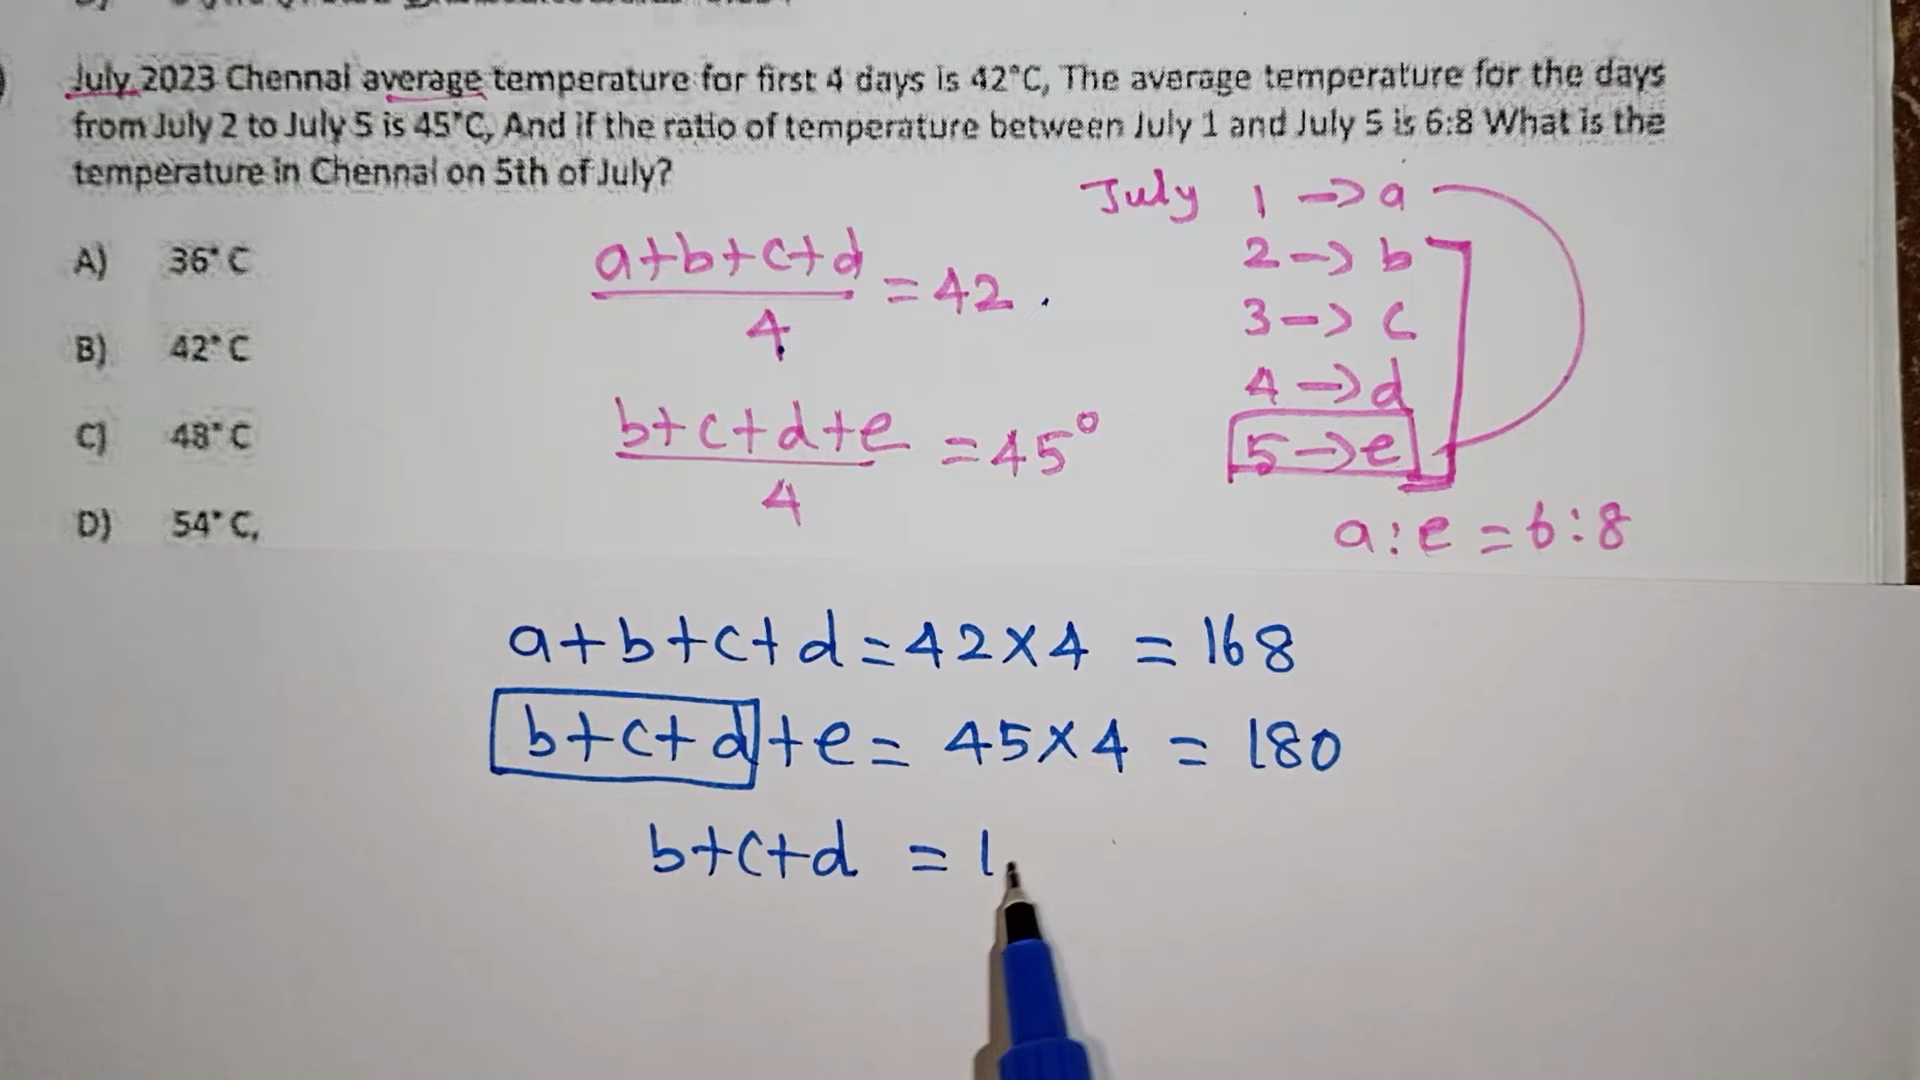 July 2023 Chennai average temperature for first 4 days is 42°C, The average temperature for the days
from July 2 to July 5 is 45°C, And if the ratio of temperature between July 1 and July 5 is 6:8 What is the
temperature in Chennai on 5th of July?
A) 36°C
B) 42°C
C) 48°C
D) 54°C,
a+b+c+d
4
= 42
b+c+d+e
4
= 45°
July 1 -> a
2 -> b
3 -> c
4 -> d
5 -> e
a:e = 6:8
a+b+c+d = 42×4 = 168
b+c+d+e = 45×4 = 180
b+c+d = 1